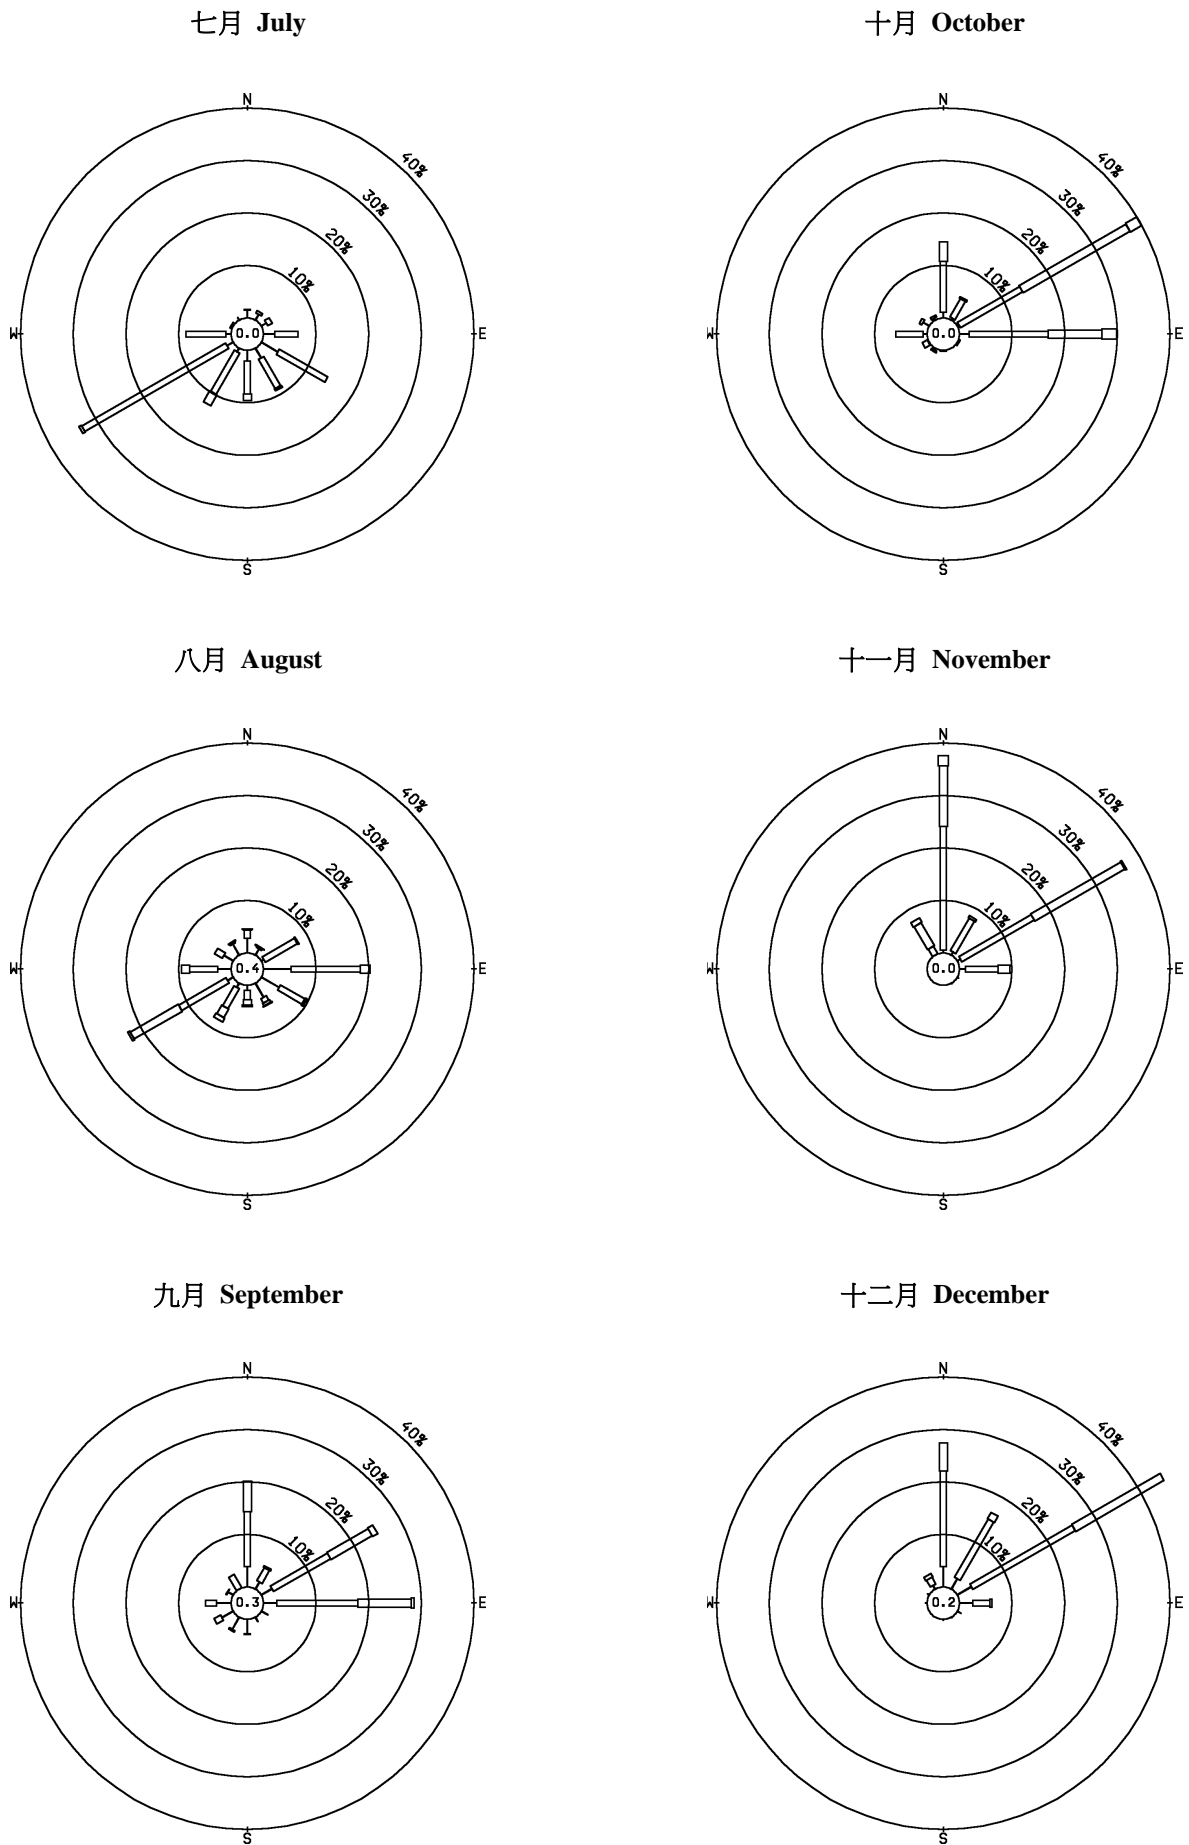 七月 July
N
40%
30%
20%
10%
W
0.0
E
S
八月 August
N
40%
30%
20%
10%
W
0.4
E
S
九月 September
N
40%
30%
20%
10%
W
0.3
E
S
十月 October
N
40%
30%
20%
10%
W
0.0
E
S
十一月 November
N
40%
30%
20%
10%
W
0.0
E
S
十二月 December
N
40%
30%
20%
10%
W
0.2
E
S